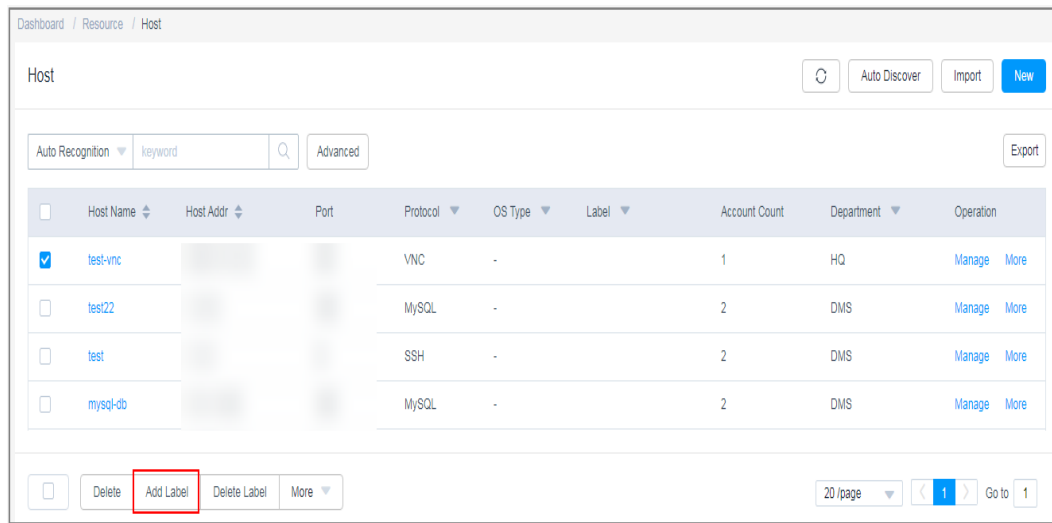 Dashboard / Resource / Host
Host Auto Discover Import New
Auto Recognition keyword Advanced Export
Host Name Host Addr Port Protocol OS Type Label Account Count Department Operation
test-vnc VNC - 1 HQ Manage More
test22 MySQL - 2 DMS Manage More
test SSH - 2 DMS Manage More
mysql-db MySQL - 2 DMS Manage More
Delete Add Label Delete Label More 20 /page 1 Go to 1